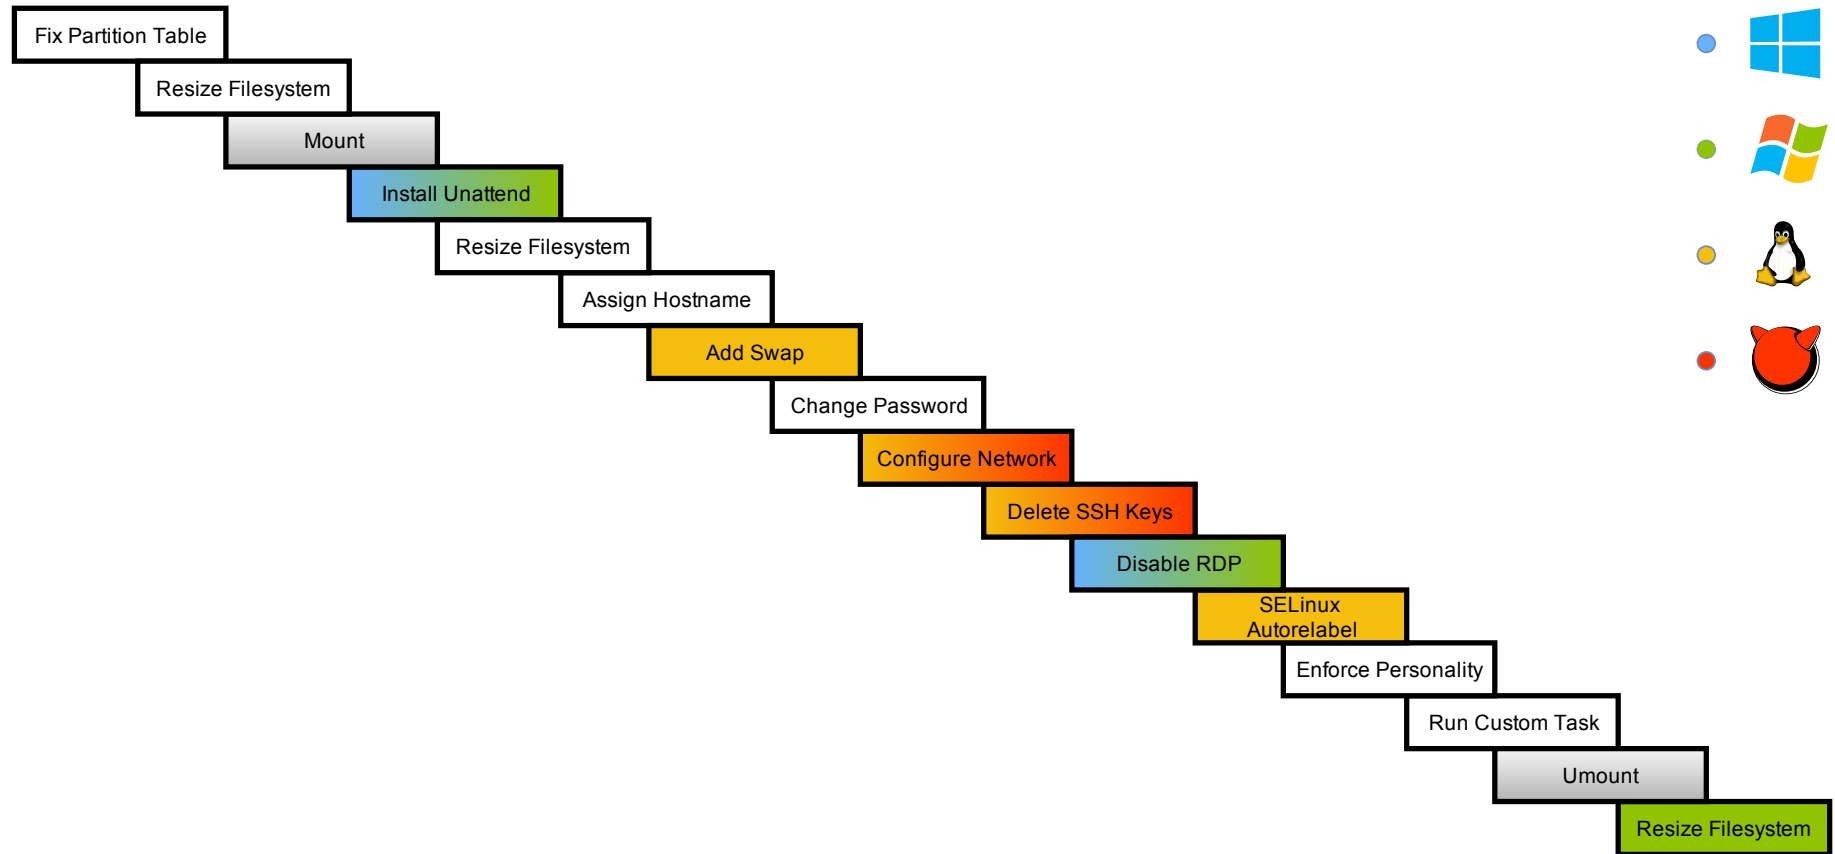 Fix Partition Table
Resize Filesystem
Mount
Install Unattend
Resize Filesystem
Assign Hostname
Add Swap
Change Password
Configure Network
Delete SSH Keys
Disable RDP
SELinux
Autorelabel
Enforce Personality
Run Custom Task
Umount
Resize Filesystem